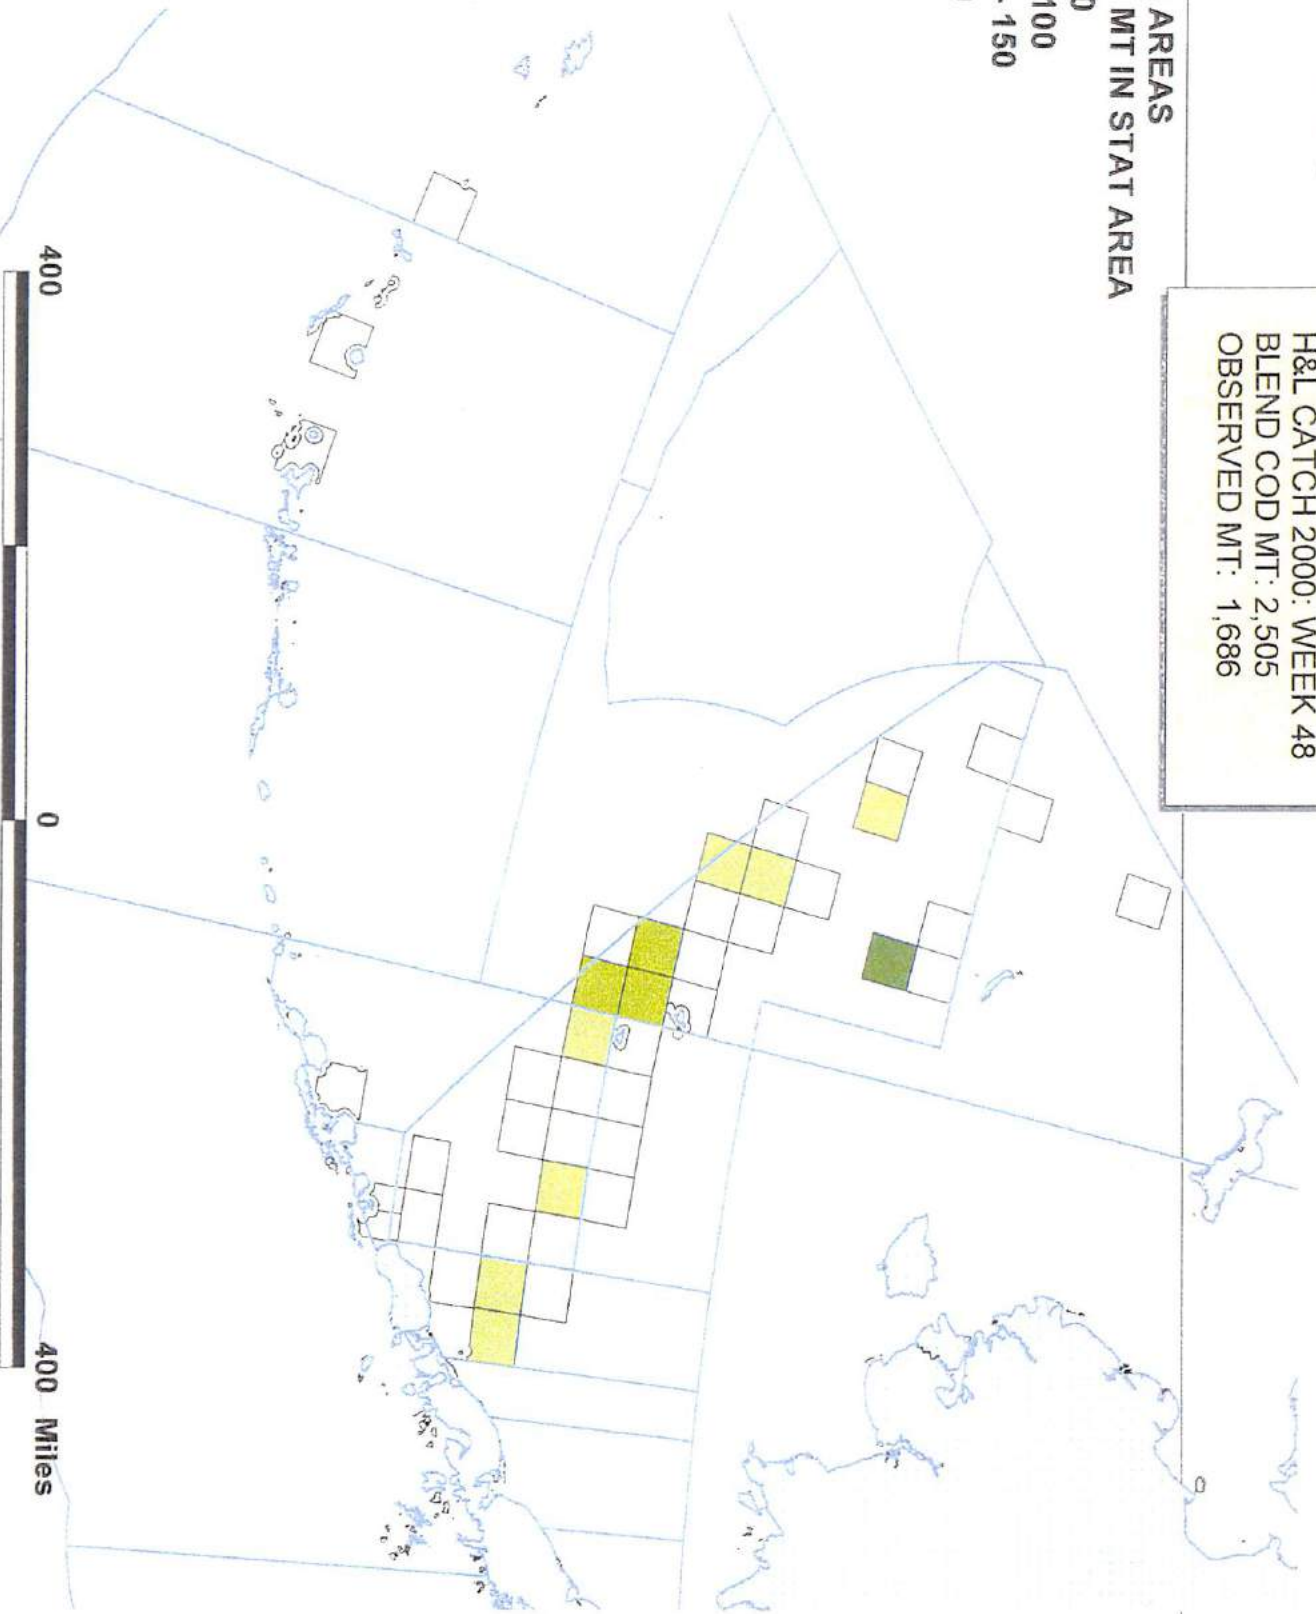 AREAS
MT IN STAT AREA
0
100
- 150
H&L CATCH 2000: WEEK 48
BLEND COD MT: 2,505
OBSERVED MT: 1,686
400
0
400 Miles